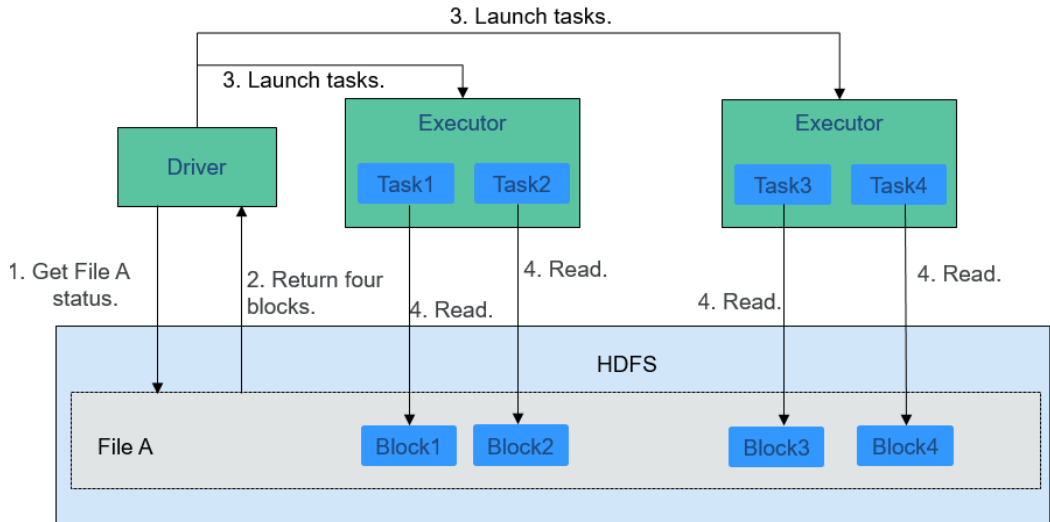 3. Launch tasks.
3. Launch tasks.
Executor
Executor
Driver
Task1
Task2
Task3
Task4
1. Get File A
status.
2. Return four
blocks.
4. Read.
4. Read.
4. Read.
4. Read.
HDFS
File A
Block1
Block2
Block3
Block4